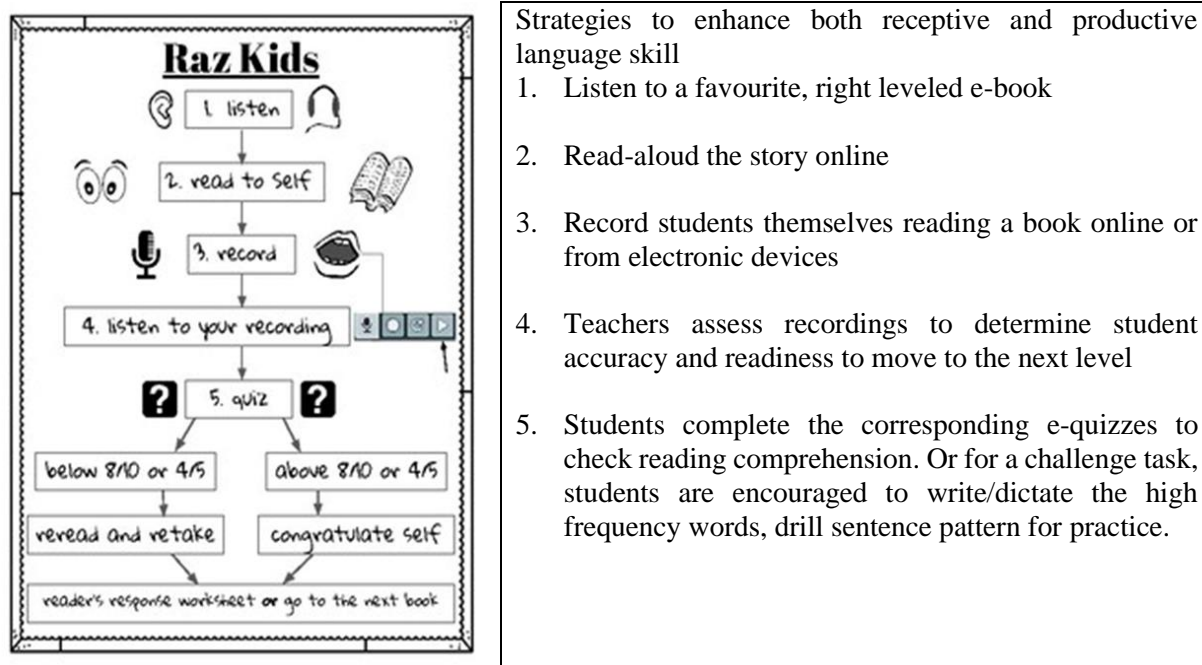 Raz Kids
1. listen
2. read to self
3. record
4. listen to your recording
? 5. quiz ?
below 8/10 or 4/5
above 8/10 or 4/5
reread and retake
congratulate self
reader's response worksheet or go to the next book
Strategies to enhance both receptive and productive
language skill
1. Listen to a favourite, right leveled e-book
2. Read-aloud the story online
3. Record students themselves reading a book online or
from electronic devices
4. Teachers assess recordings to determine student
accuracy and readiness to move to the next level
5. Students complete the corresponding e-quizzes to
check reading comprehension. Or for a challenge task,
students are encouraged to write/dictate the high
frequency words, drill sentence pattern for practice.